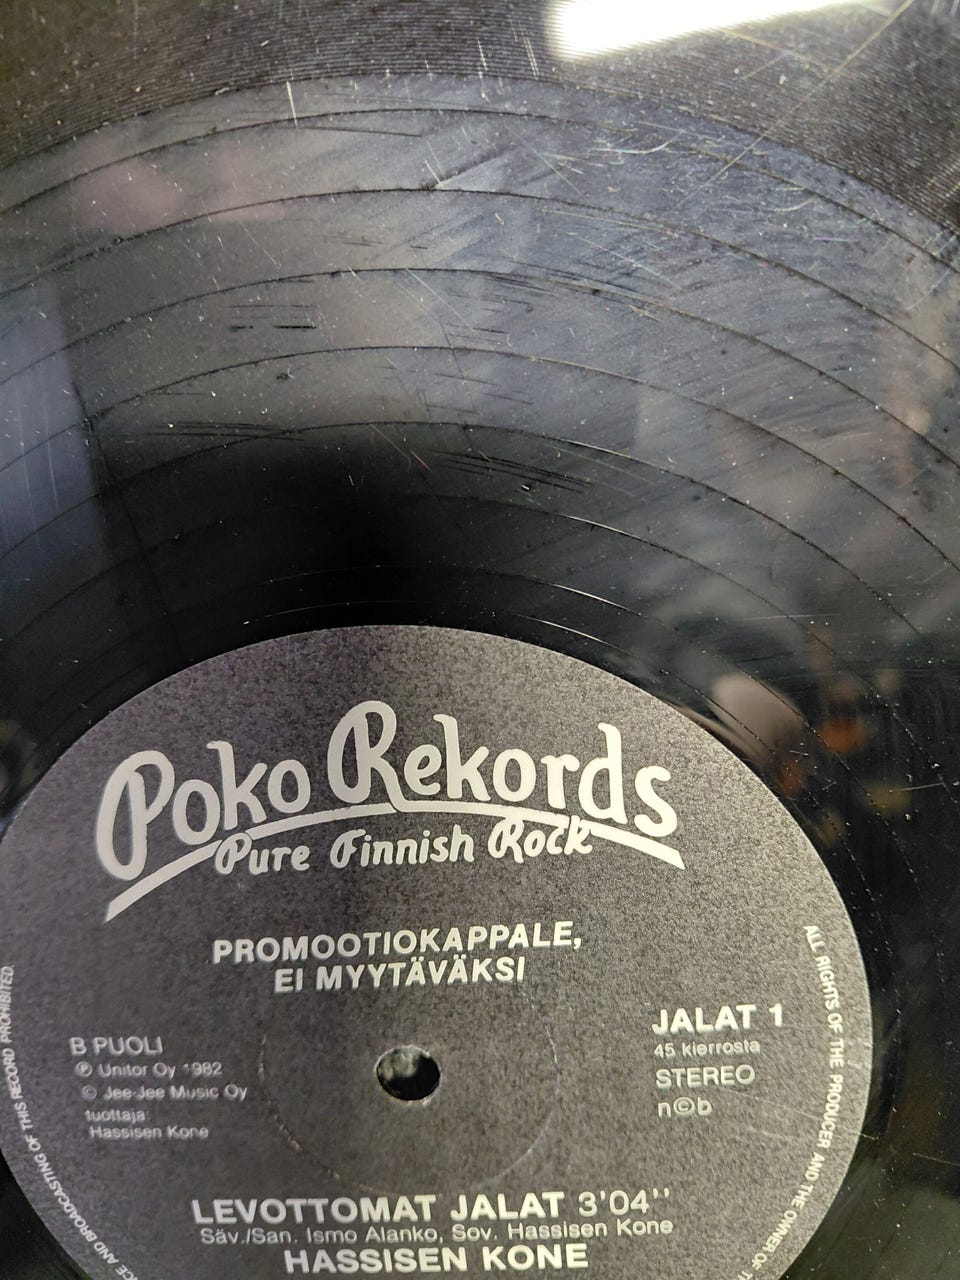 Poko Rekords
Pure Finnish Rock
PROMOOTIOKAPPALE,
EI MYYTÄVÄKSI
B PUOLI
℗ Unitor Oy 1982
© Jee-Jee Music Oy
tuottaja:
Hassisen Kone
JALAT 1
45 kierrosta
STEREO
n©b
LEVOTTOMAT JALAT 3'04''
Säv./San. Ismo Alanko, Sov. Hassisen Kone
HASSISEN KONE
ALL RIGHTS OF THE PRODUCER AND THE OWNER OF
AND BROADCASTING OF THIS RECORD PROHIBITED.